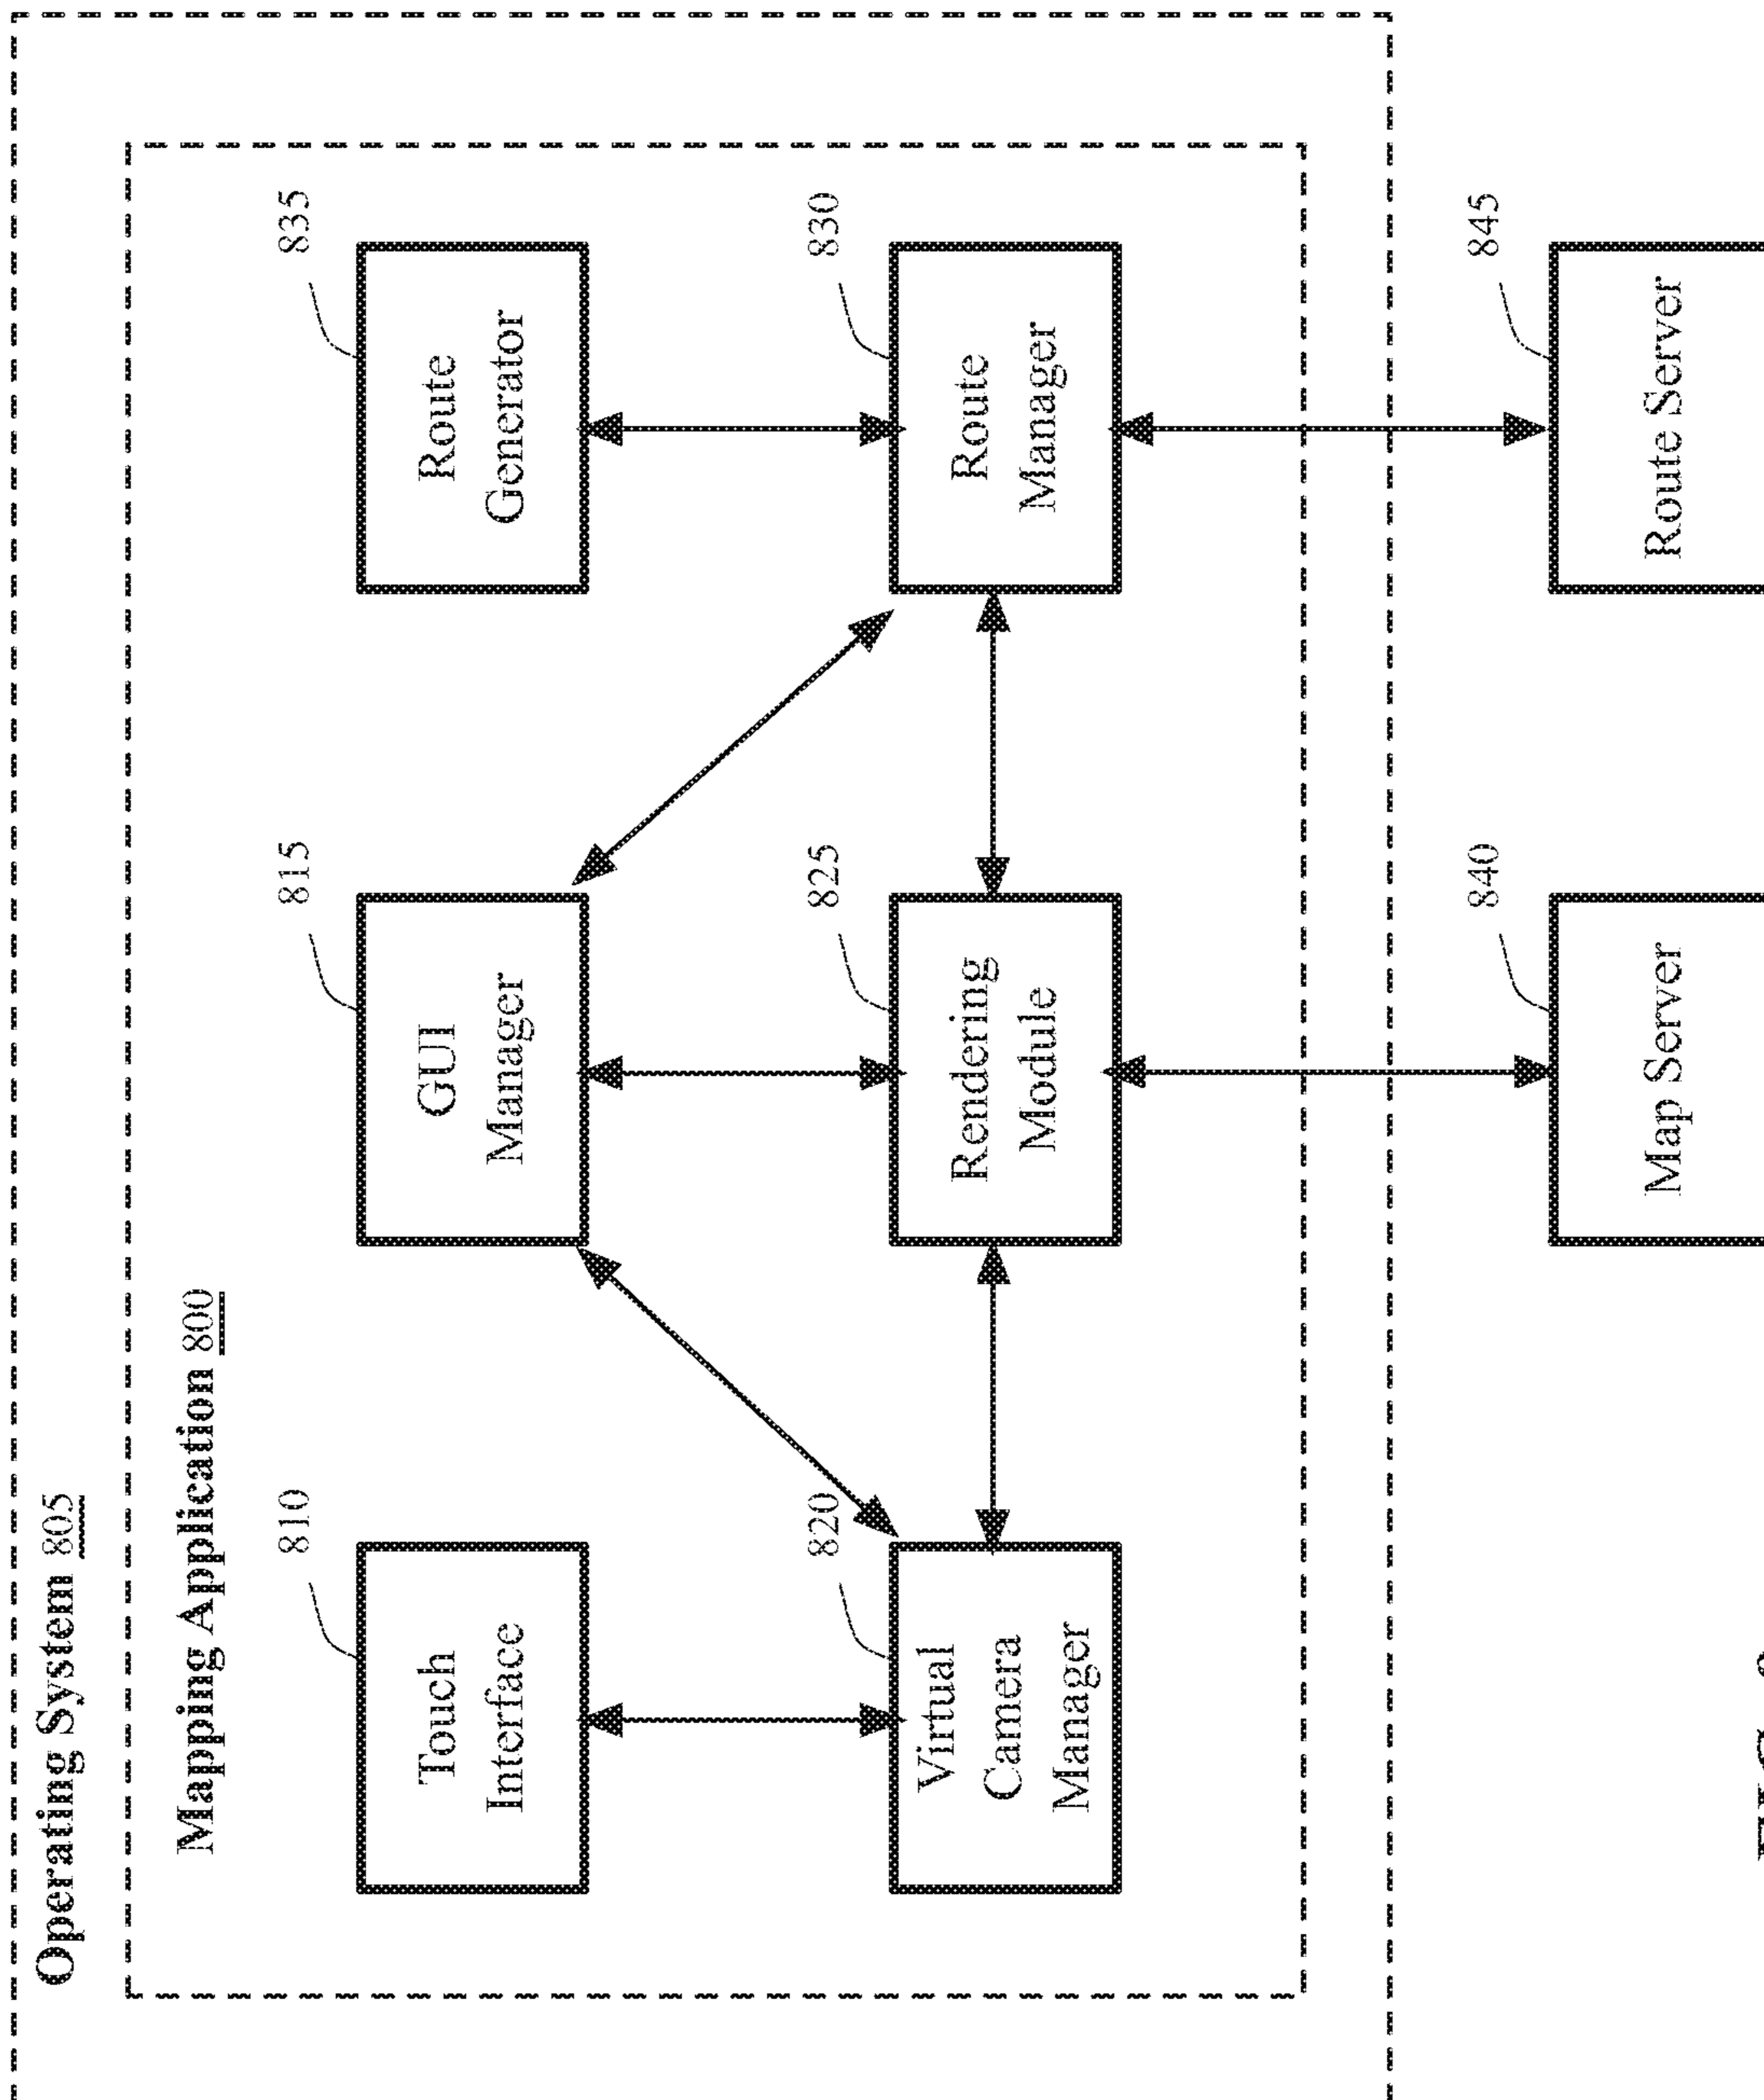 Operating System 805
Mapping Application 800
810
Touch
Interface
815
GUI
Manager
835
Route
Generator
820
Virtual
Camera
Manager
825
Rendering
Module
830
Route
Manager
840
Map Server
845
Route Server